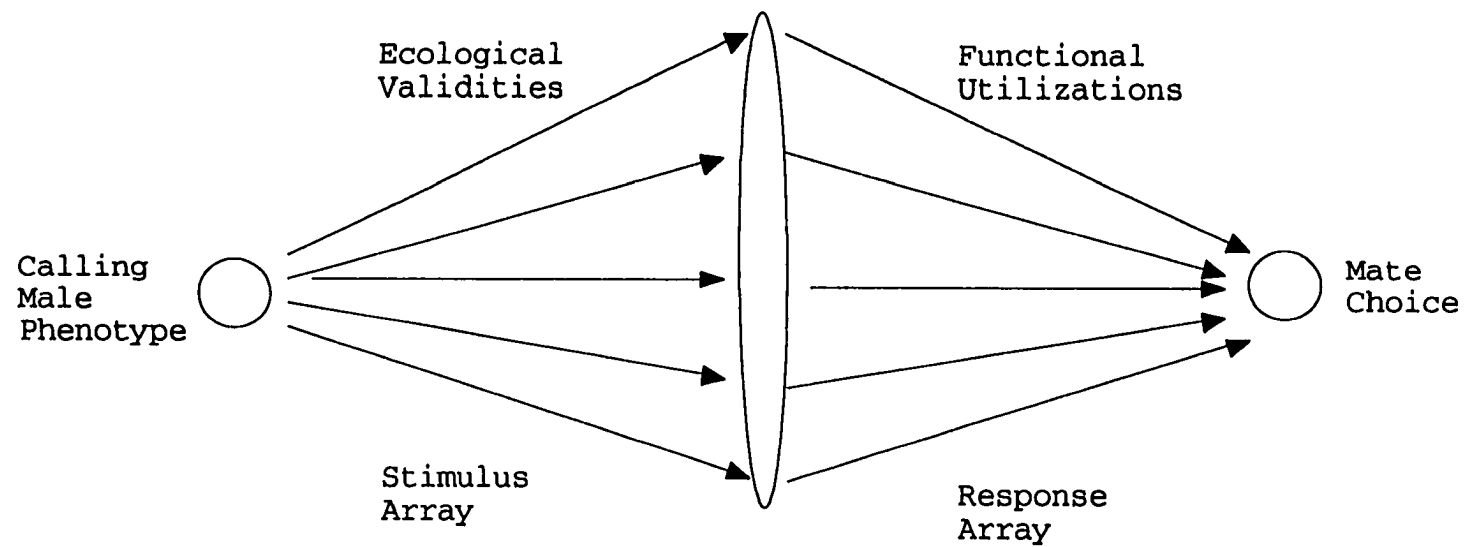 Ecological
Validities
Functional
Utilizations
Calling
Male
Phenotype
Mate
Choice
Stimulus
Array
Response
Array